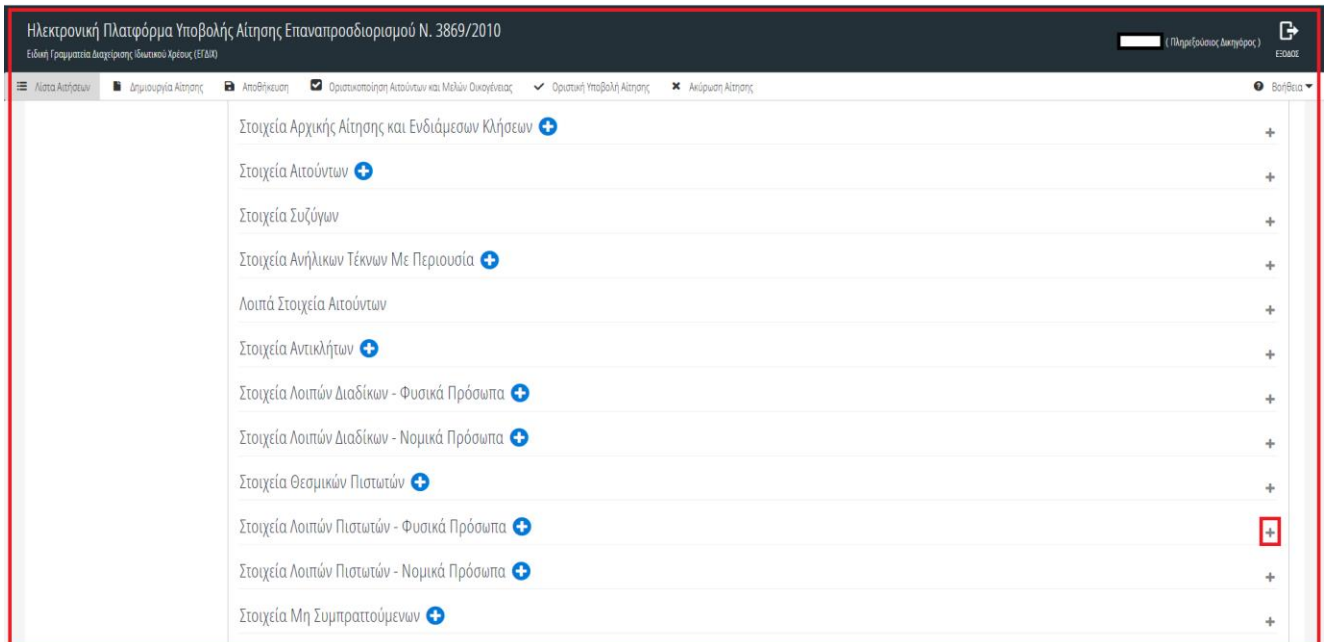 Ηλεκτρονική Πλατφόρμα Υποβολής Αίτησης Επαναπροσδιορισμού Ν. 3869/2010
Ειδική Γραμματεία Διαχείρισης Ιδιωτικού Χρέους (ΕΓΔΙΧ)
( Πληρεξούσιος Δικηγόρος )
ΕΞΟΔΟΣ
Λίστα Αιτήσεων Δημιουργία Αίτησης Αποθήκευση Οριστικοποίηση Αιτούντων και Μελών Οικογένειας Οριστική Υποβολή Αίτησης Ακύρωση Αίτησης Βοήθεια
Στοιχεία Αρχικής Αίτησης και Ενδιάμεσων Κλήσεων
Στοιχεία Αιτούντων
Στοιχεία Συζύγων
Στοιχεία Ανήλικων Τέκνων Με Περιουσία
Λοιπά Στοιχεία Αιτούντων
Στοιχεία Αντικλήτων
Στοιχεία Λοιπών Διαδίκων - Φυσικά Πρόσωπα
Στοιχεία Λοιπών Διαδίκων - Νομικά Πρόσωπα
Στοιχεία Θεσμικών Πιστωτών
Στοιχεία Λοιπών Πιστωτών - Φυσικά Πρόσωπα
Στοιχεία Λοιπών Πιστωτών - Νομικά Πρόσωπα
Στοιχεία Μη Συμπραττούμενων